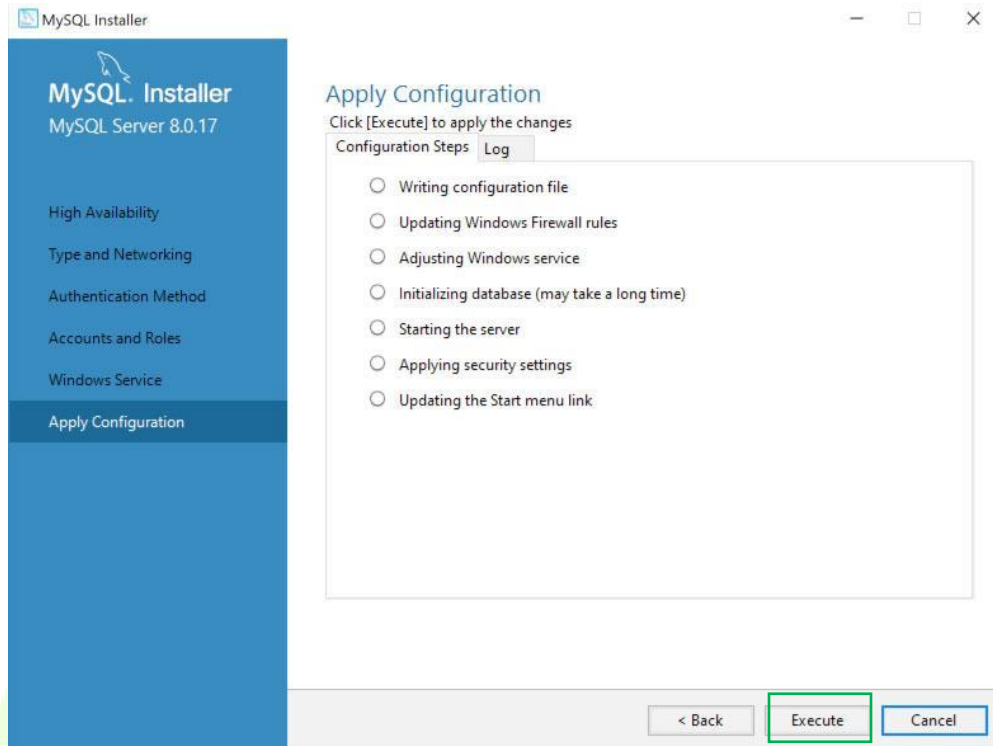 MySQL Installer
MySQL. Installer
MySQL Server 8.0.17
High Availability
Type and Networking
Authentication Method
Accounts and Roles
Windows Service
Apply Configuration
Apply Configuration
Click [Execute] to apply the changes
Configuration Steps Log
Writing configuration file
Updating Windows Firewall rules
Adjusting Windows service
Initializing database (may take a long time)
Starting the server
Applying security settings
Updating the Start menu link
< Back Execute Cancel